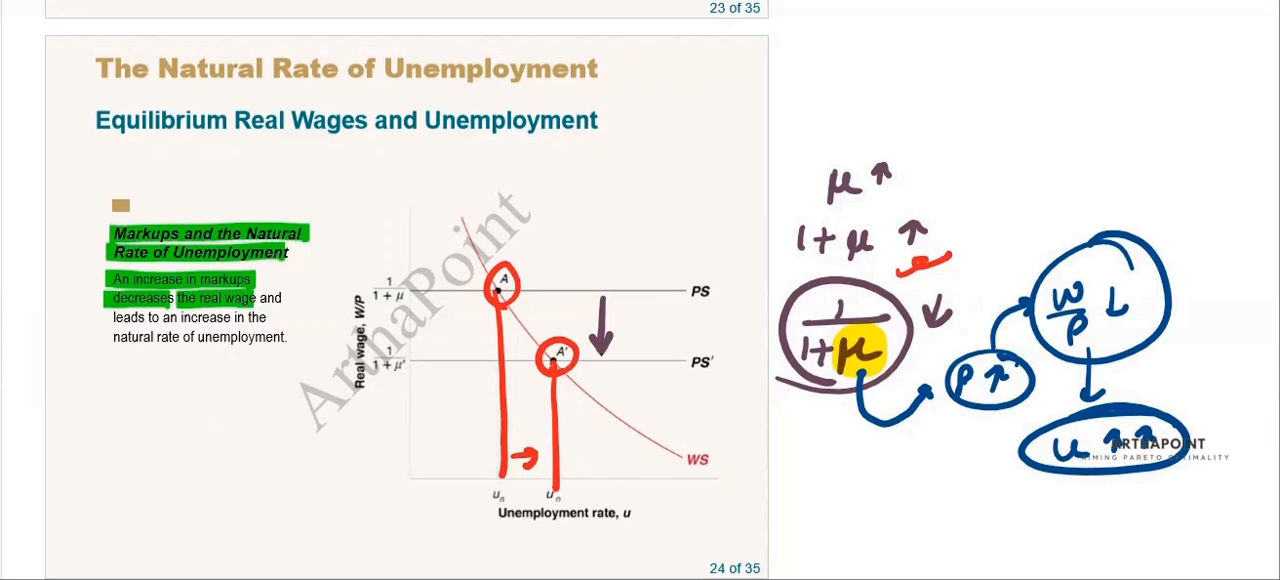 23 of 35
The Natural Rate of Unemployment
Equilibrium Real Wages and Unemployment
Markups and the Natural
Rate of Unemployment
An increase in markups
decreases the real wage and
leads to an increase in the
natural rate of unemployment.
ArthaPoint
Real wage, W/P
1
1 + μ
1
1 + μ'
A
A'
PS
PS'
WS
uₙ
u'ₙ
Unemployment rate, u
24 of 35
μ ↑
1 + μ ↑
1
1 + μ
↓
P ↑
W
P
↓
u ↑ ↑
ARTHAPOINT
AIMING PARETO OPTIMALITY